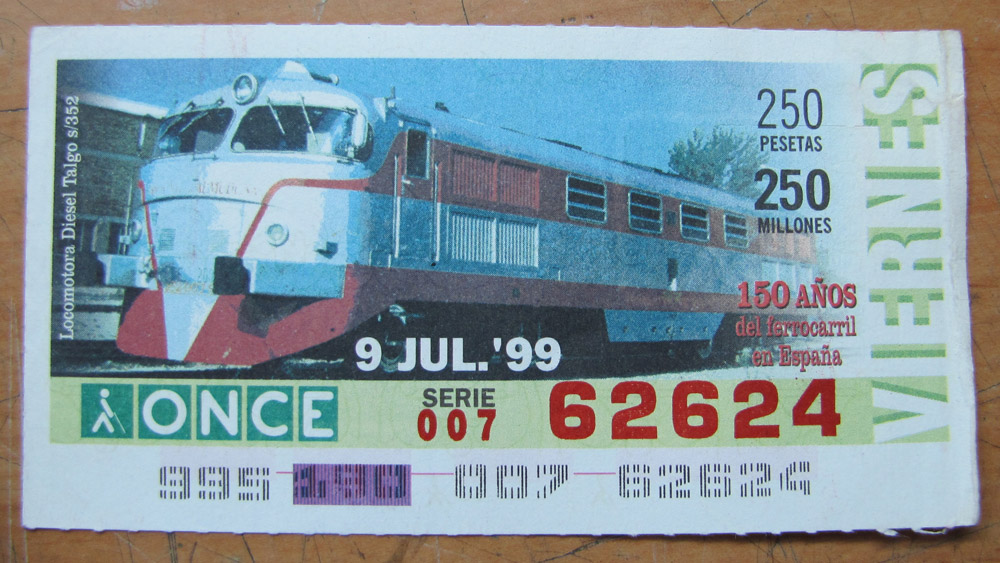 Locomotora Diesel Talgo s/352
250
PESETAS
250
MILLONES
150 AÑOS
del ferrocarril
en España
VIERNES
9 JUL.'99
ONCE
SERIE
007
62624
995 190 007 62624